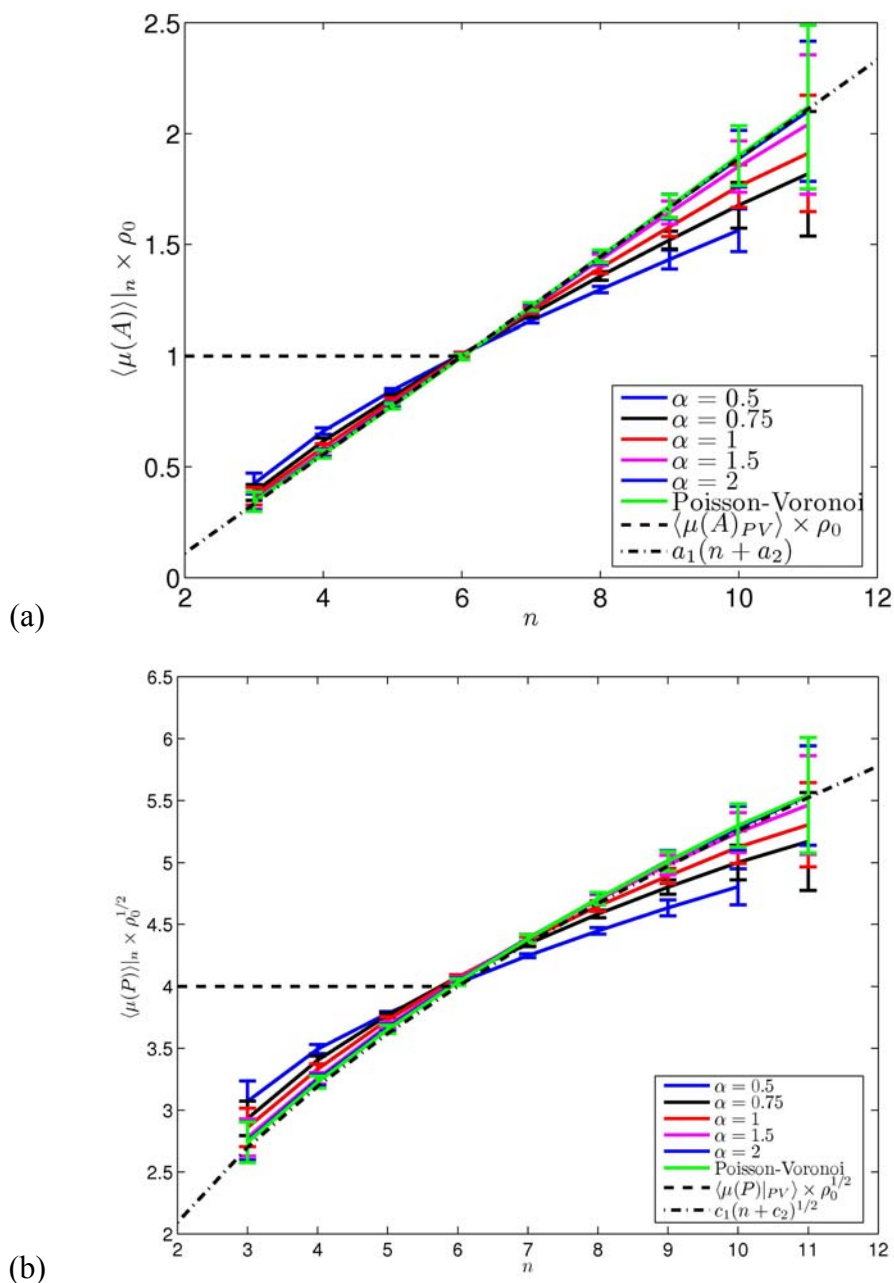 2.5
2
1.5
1
0.5
0
⟨μ(A)⟩|n × ρ0
α = 0.5
α = 0.75
α = 1
α = 1.5
α = 2
Poisson-Voronoi
⟨μ(A)PV⟩ × ρ0
a1(n + a2)
2 4 6 8 10 12
n
(a)
6.5
6
5.5
5
4.5
4
3.5
3
2.5
2
⟨μ(P)⟩|n × ρ0^1/2
α = 0.5
α = 0.75
α = 1
α = 1.5
α = 2
Poisson-Voronoi
⟨μ(P)|PV⟩ × ρ0^1/2
c1(n + c2)^1/2
2 3 4 5 6 7 8 9 10 11 12
n
(b)